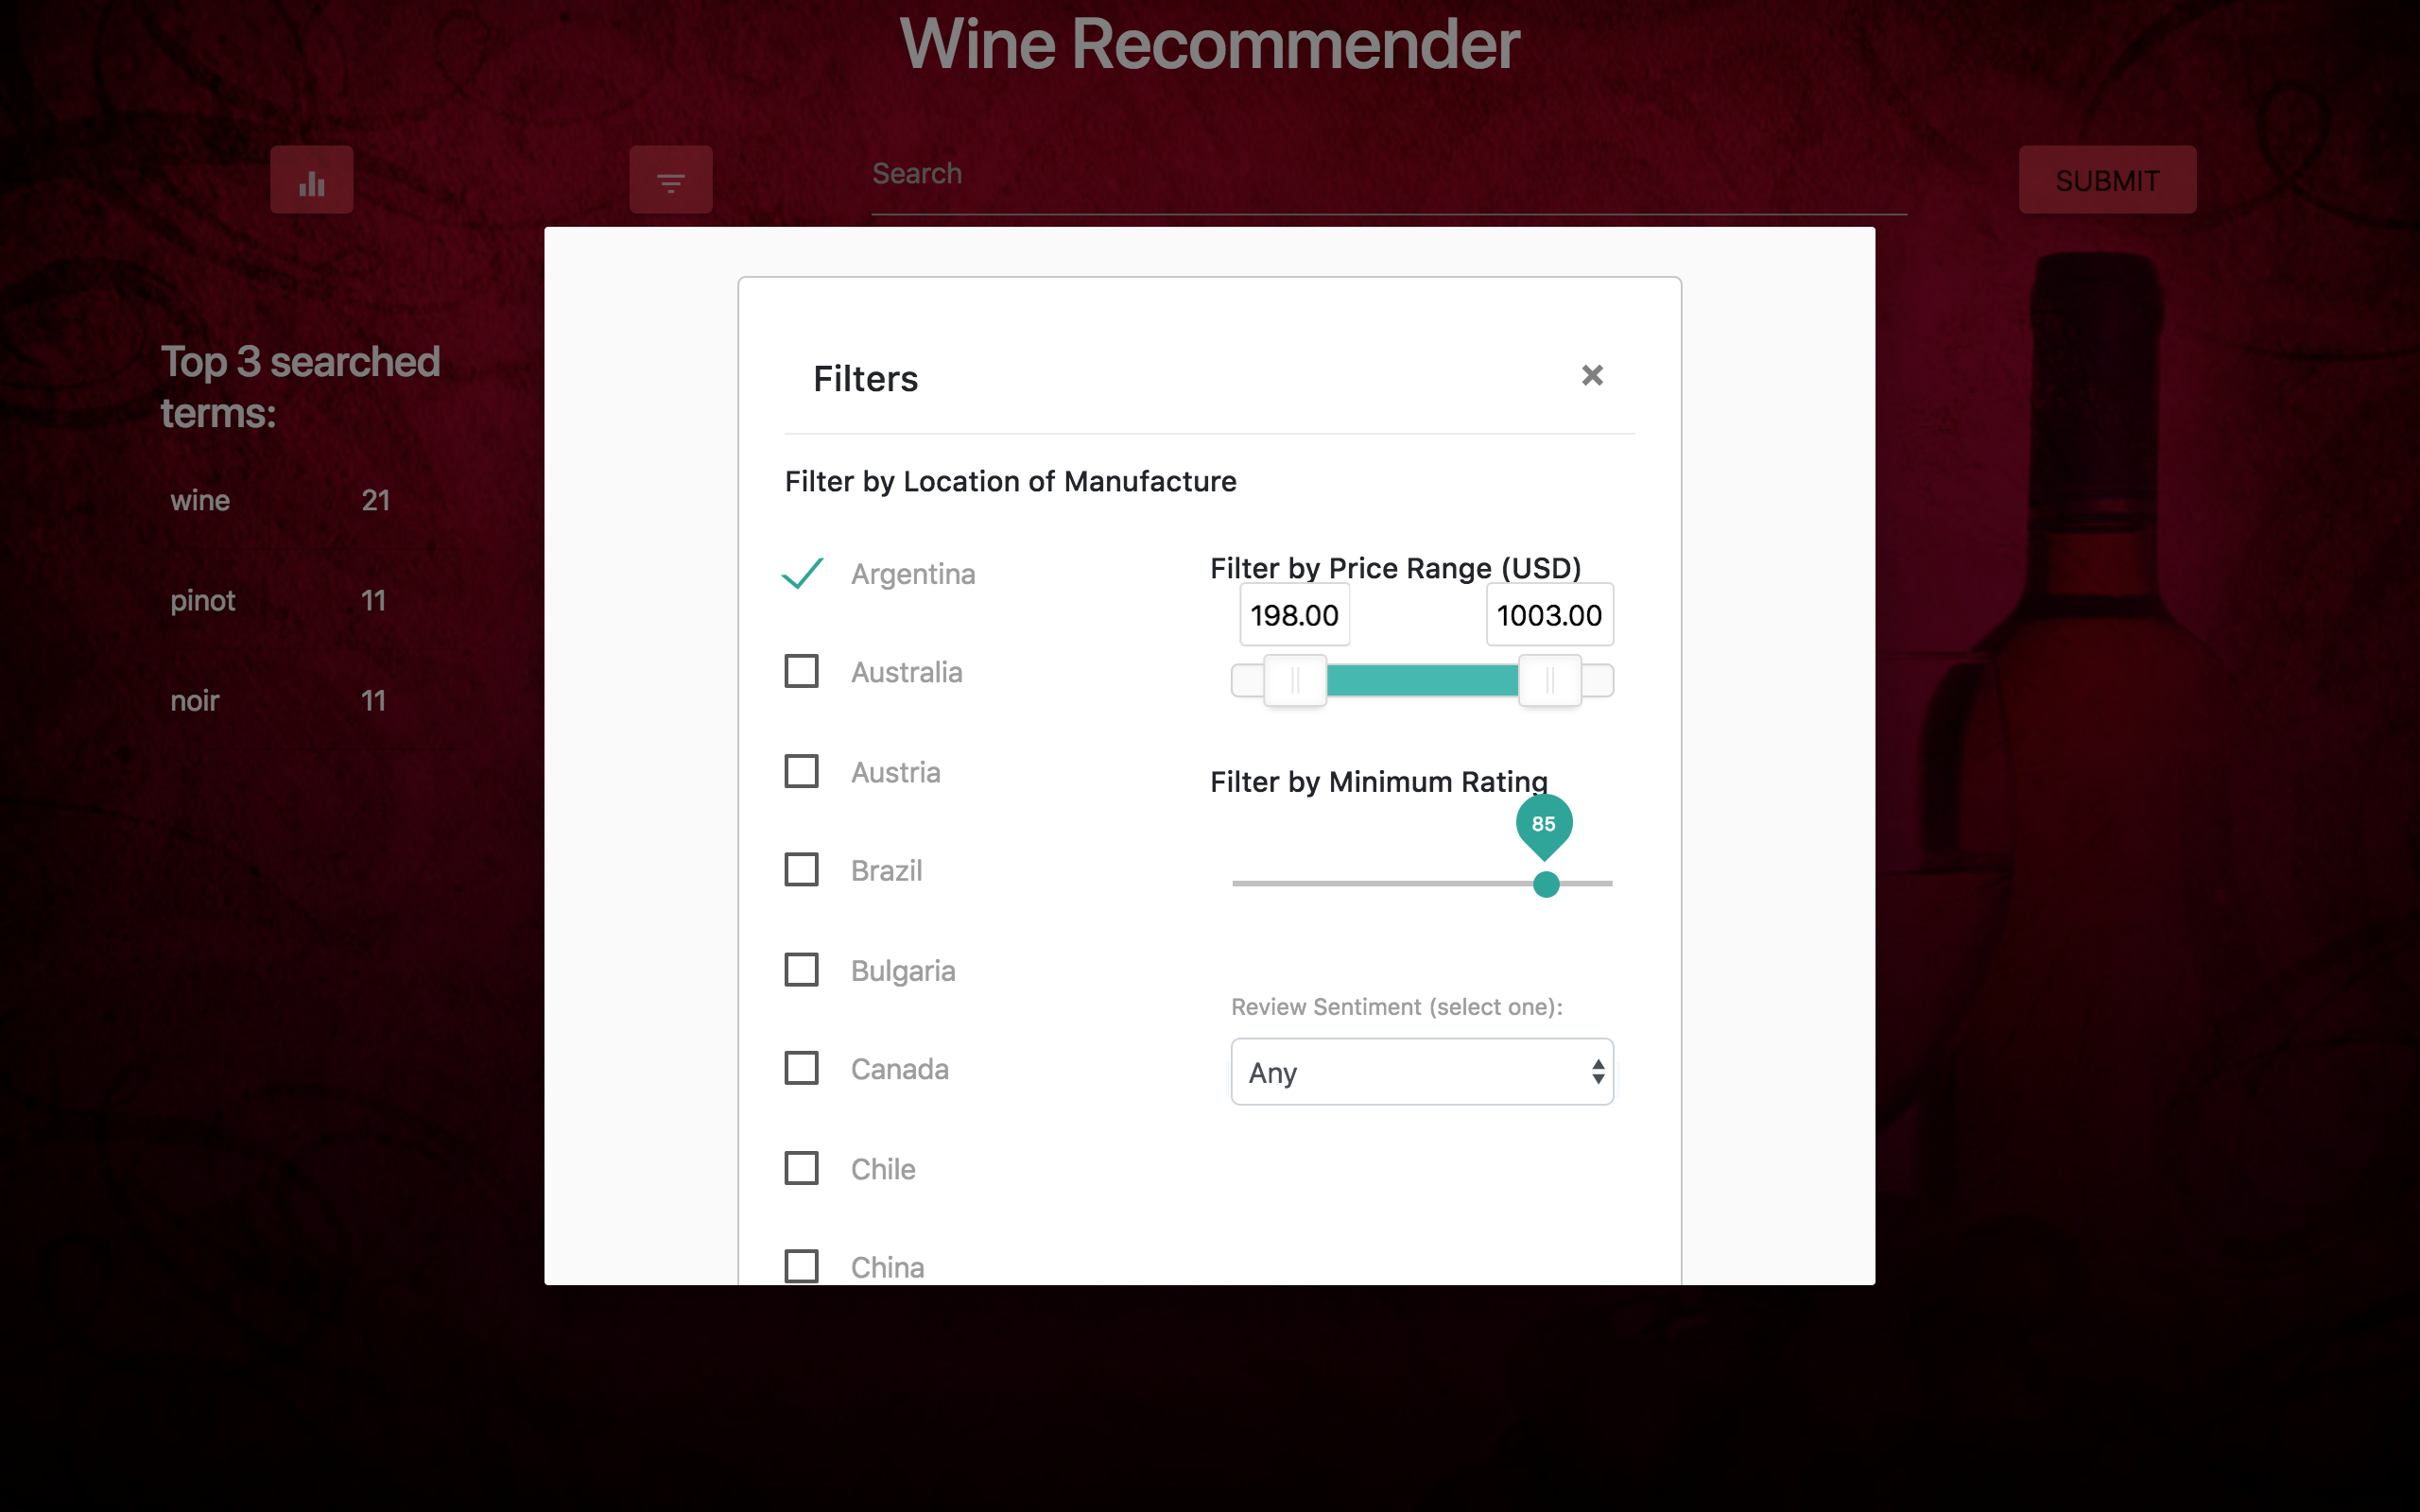 Wine Recommender
Search
SUBMIT
Top 3 searched
terms:
wine 21
pinot 11
noir 11
Filters
Filter by Location of Manufacture
Argentina
Australia
Austria
Brazil
Bulgaria
Canada
Chile
China
Filter by Price Range (USD)
198.00 1003.00
Filter by Minimum Rating
85
Review Sentiment (select one):
Any